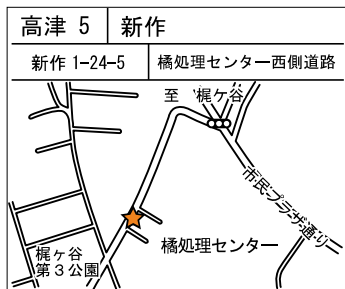 高津 5 新作
新作 1-24-5 橘処理センター西側道路
至 梶ケ谷
市民プラザ通り
梶ケ谷
第3公園
橘処理センター